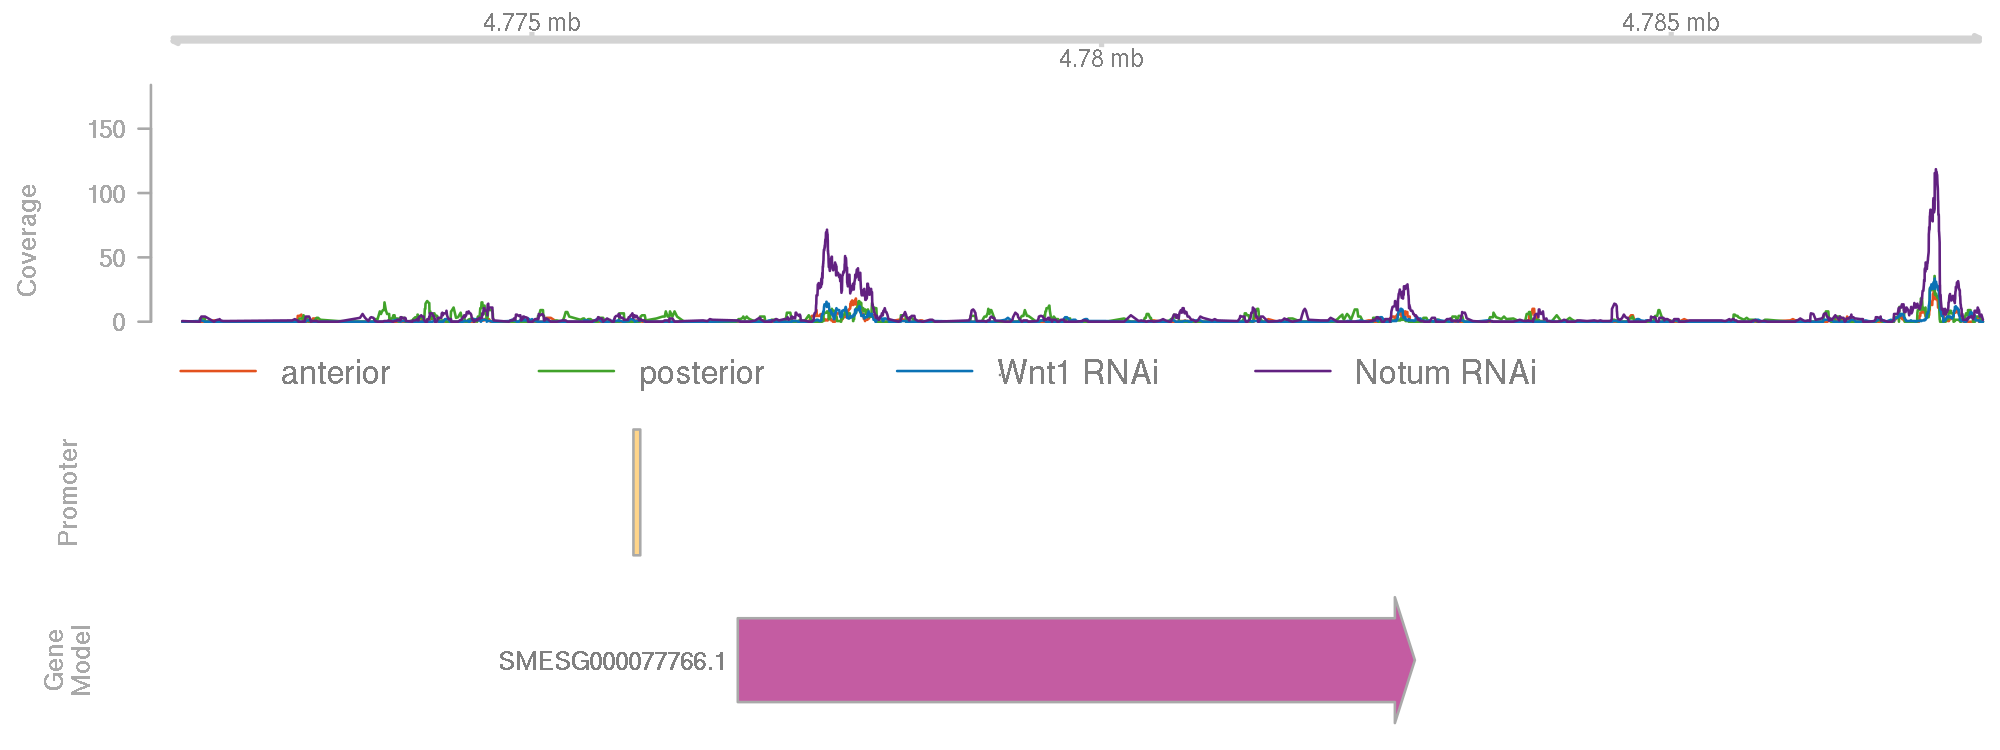 4.775 mb
4.785 mb
4.78 mb
Coverage
150
100
50
0
anterior posterior Wnt1 RNAi Notum RNAi
Promoter
Gene
Model
SMESG000077766.1